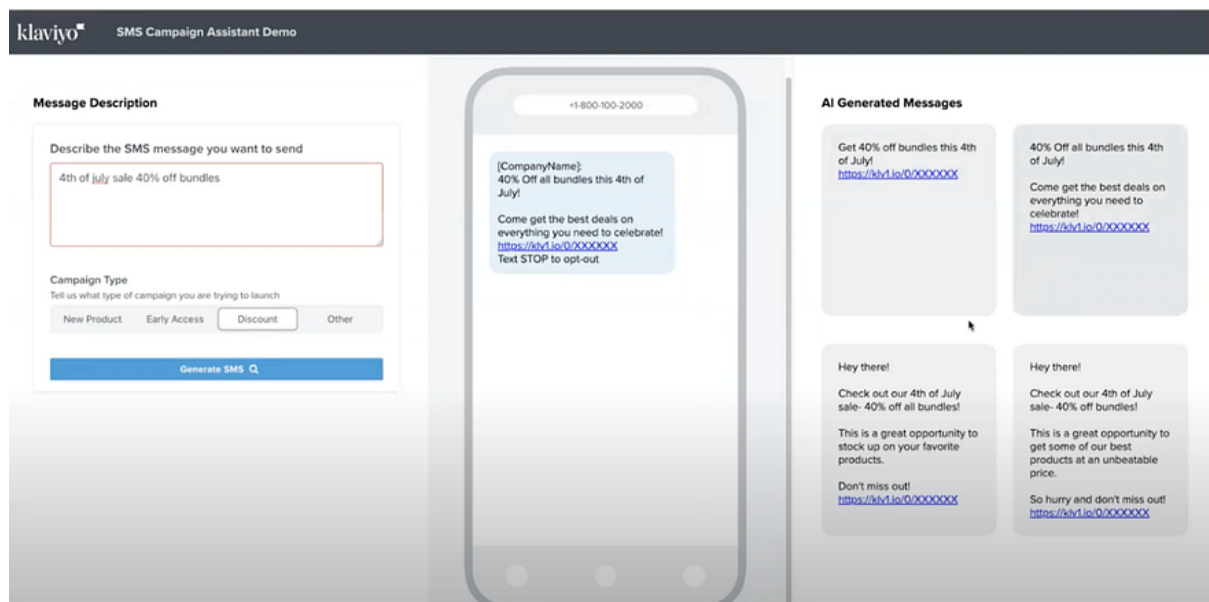 klaviyo
SMS Campaign Assistant Demo
Message Description
Describe the SMS message you want to send
4th of july sale 40% off bundles
Campaign Type
Tell us what type of campaign you are trying to launch
New Product Early Access Discount Other
Generate SMS
+1-800-100-2000
[CompanyName]:
40% Off all bundles this 4th of
July!
Come get the best deals on
everything you need to celebrate!
https://klv1.io/0/XXXXXX
Text STOP to opt-out
AI Generated Messages
Get 40% off bundles this 4th
of July!
https://klv1.io/0/XXXXXX
40% Off all bundles this 4th
of July!
Come get the best deals on
everything you need to
celebrate!
https://klv1.io/0/XXXXXX
Hey there!
Check out our 4th of July
sale- 40% off all bundles!
This is a great opportunity to
stock up on your favorite
products.
Don't miss out!
https://klv1.io/0/XXXXXX
Hey there!
Check out our 4th of July
sale- 40% off bundles!
This is a great opportunity to
get some of our best
products at an unbeatable
price.
So hurry and don't miss out!
https://klv1.io/0/XXXXXX